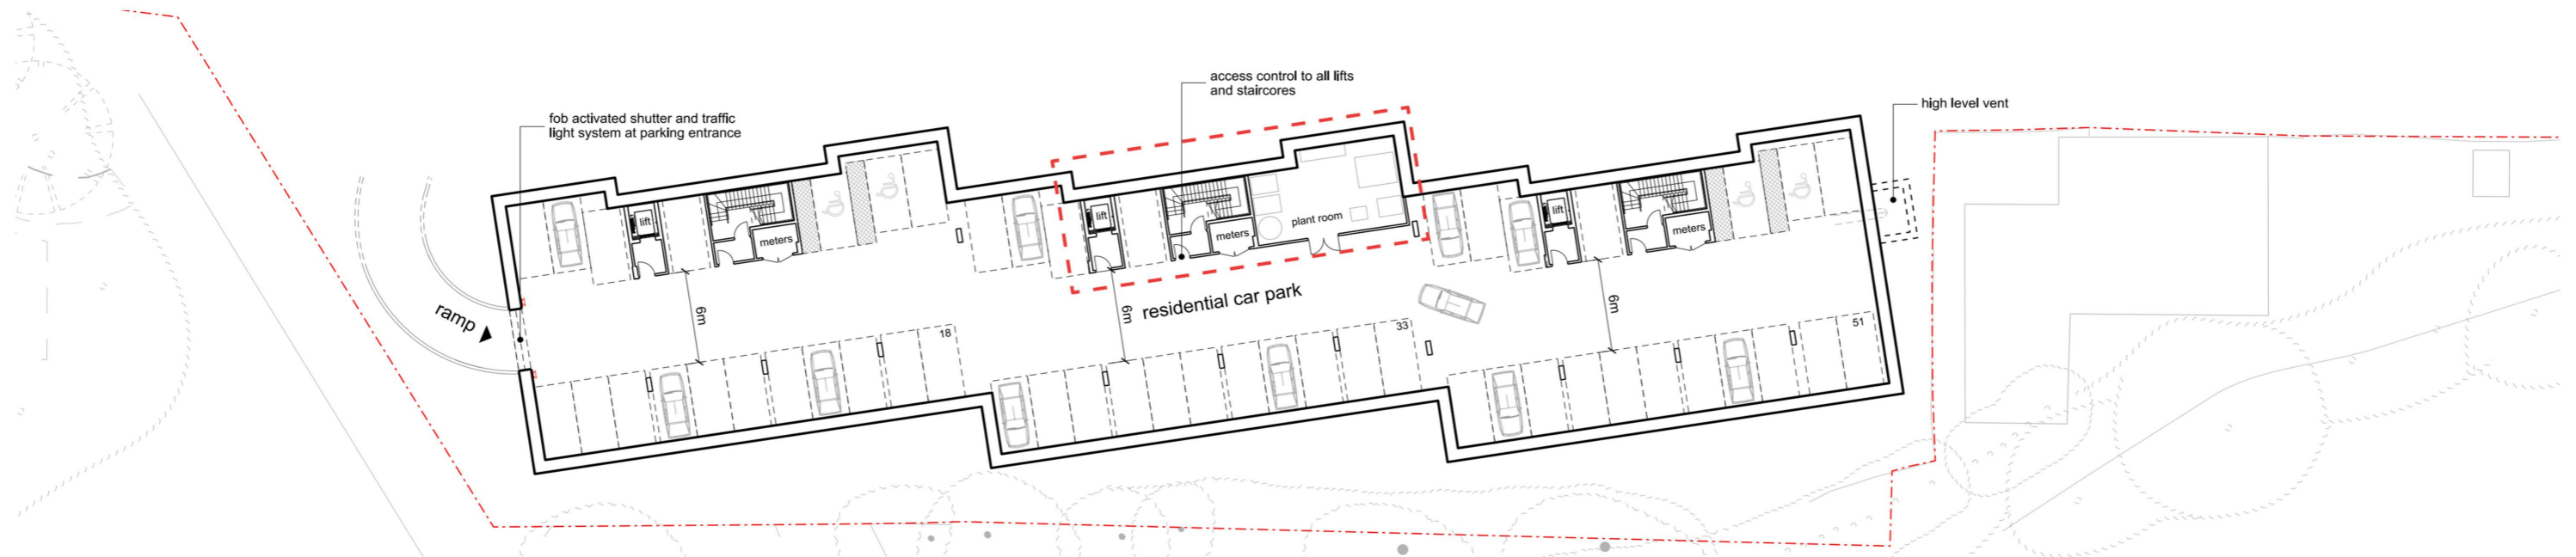 access control to all lifts
and staircores
high level vent
fob activated shutter and traffic
light system at parking entrance
lift
meters
lift
meters
plant room
lift
meters
ramp
6m
6m
residential car park
6m
18
33
51